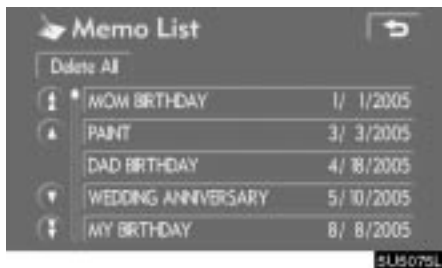 Memo List
Delete All
MOM BIRTHDAY 1/ 1/2005
PAINT 3/ 3/2005
DAD BIRTHDAY 4/18/2005
WEDDING ANNIVERSARY 5/10/2005
MY BIRTHDAY 8/ 8/2005
5U5075L